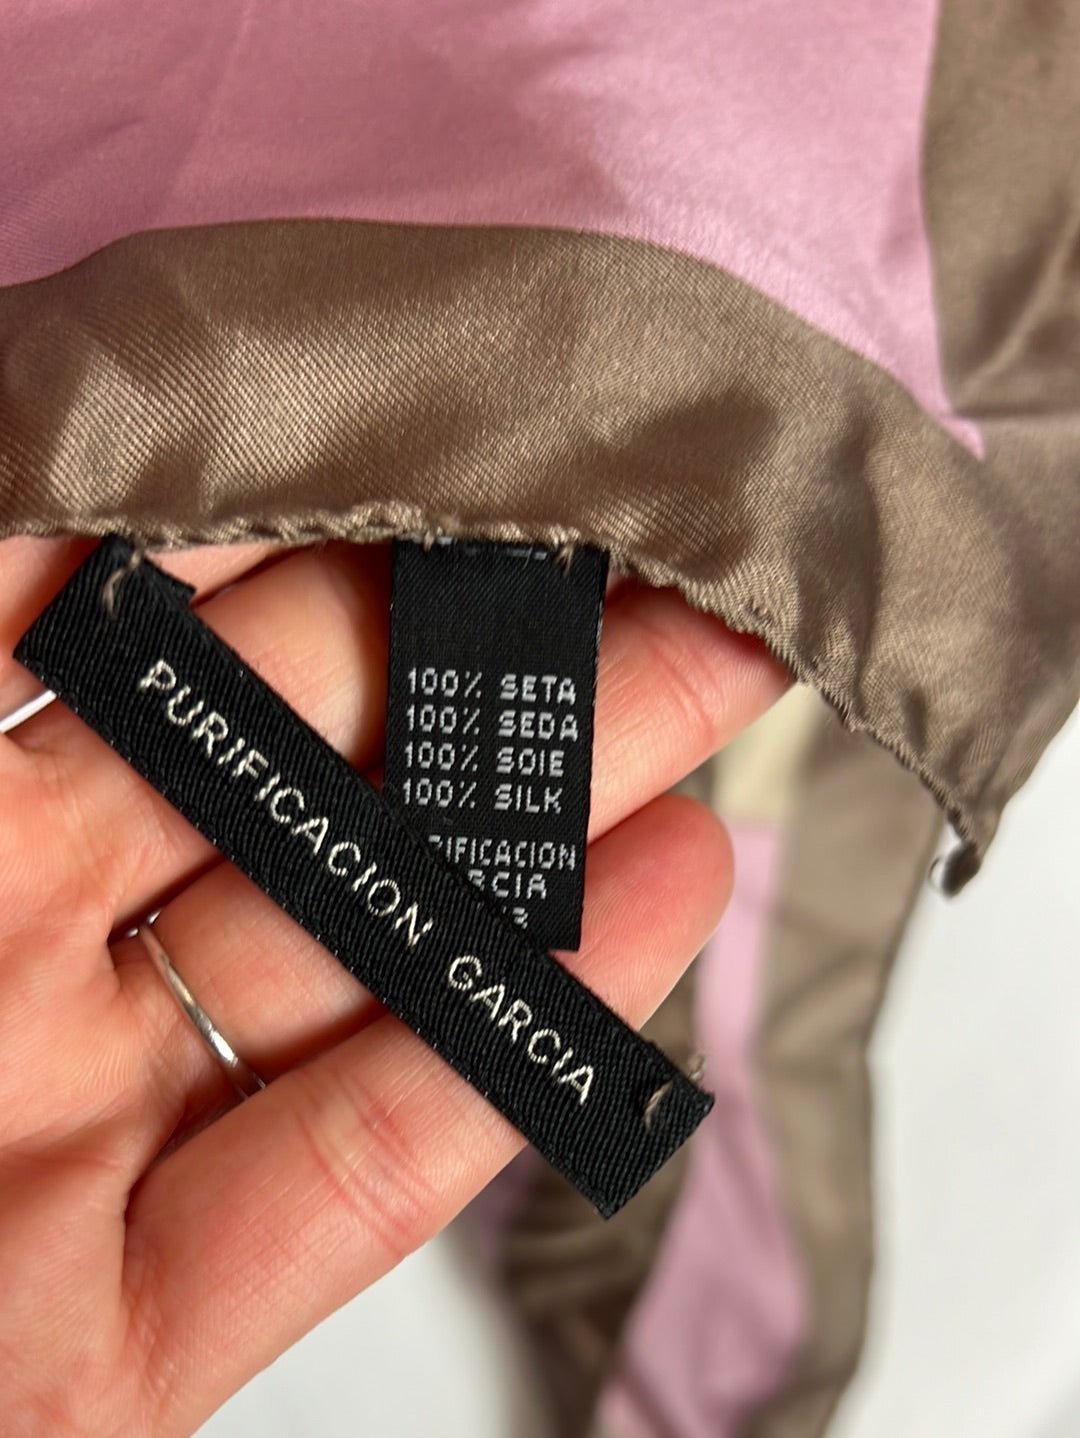 100% SETA
100% SEDA
100% SOIE
100% SILK
PURIFICACION GARCIA